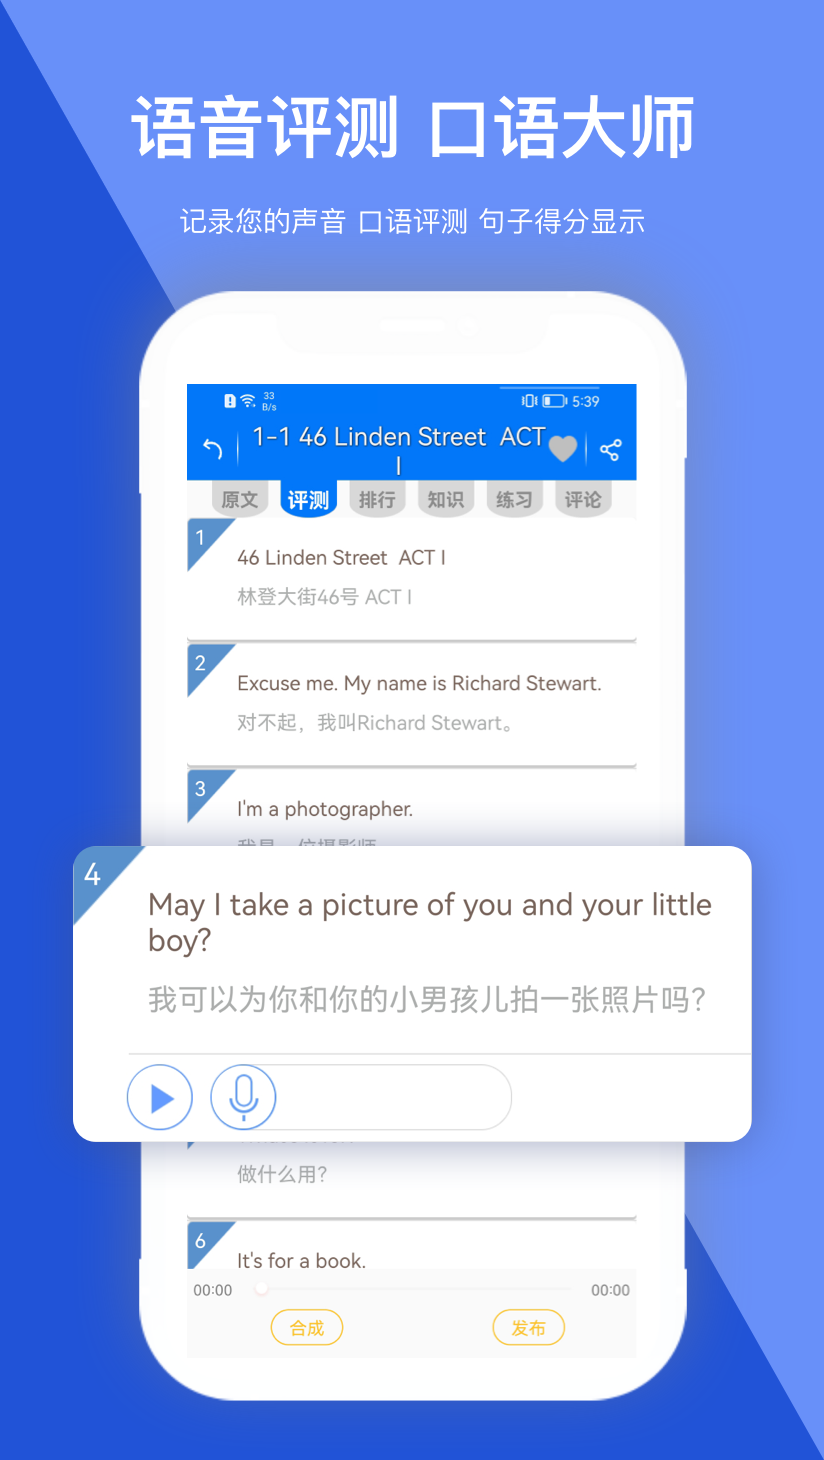 语音评测 口语大师
记录您的声音 口语评测 句子得分显示
33
B/s
5:39
1-1 46 Linden Street ACT
I
原文 评测 排行 知识 练习 评论
1
46 Linden Street ACT I
林登大街46号 ACT I
2
Excuse me. My name is Richard Stewart.
对不起，我叫Richard Stewart。
3
I'm a photographer.
4
May I take a picture of you and your little
boy?
我可以为你和你的小男孩儿拍一张照片吗？
做什么用？
6
It's for a book.
00:00 00:00
合成 发布